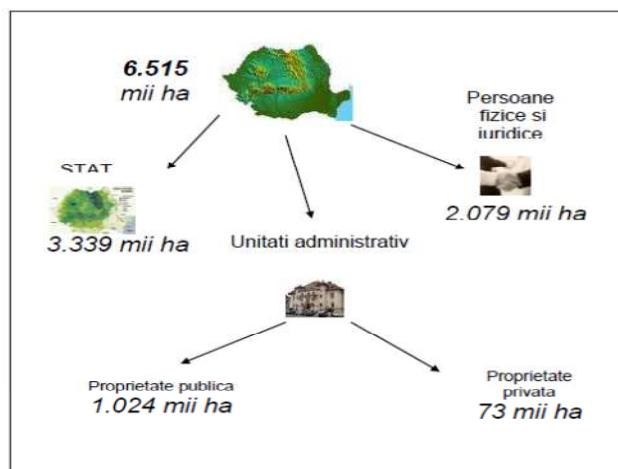 6.515
mii ha
Persoane
fizice si
iuridice
STAT
3.339 mii ha
2.079 mii ha
Unitati administrativ
Proprietate publica
1.024 mii ha
Proprietate
privata
73 mii ha